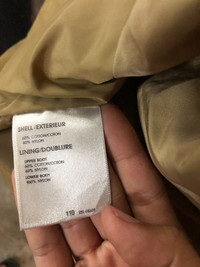 SHELL/EXTERIEUR
60% COTTON/COTON
40% NYLON
LINING/DOUBLURE
UPPER BODY
60% COTTON/COTON
40% NYLON
LOWER BODY
100% NYLON
110